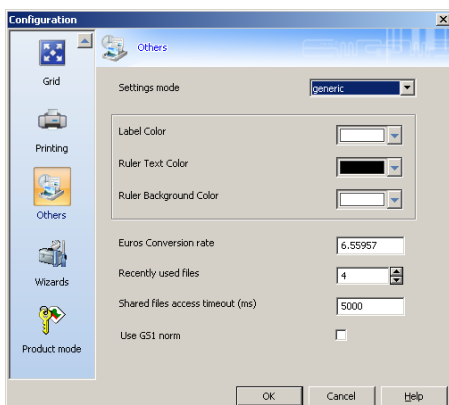 Configuration
Others
Grid
Printing
Others
Wizards
Product mode
Settings mode
generic
Label Color
Ruler Text Color
Ruler Background Color
Euros Conversion rate
6.55957
Recently used files
4
Shared files access timeout (ms)
5000
Use GS1 norm
OK
Cancel
Help